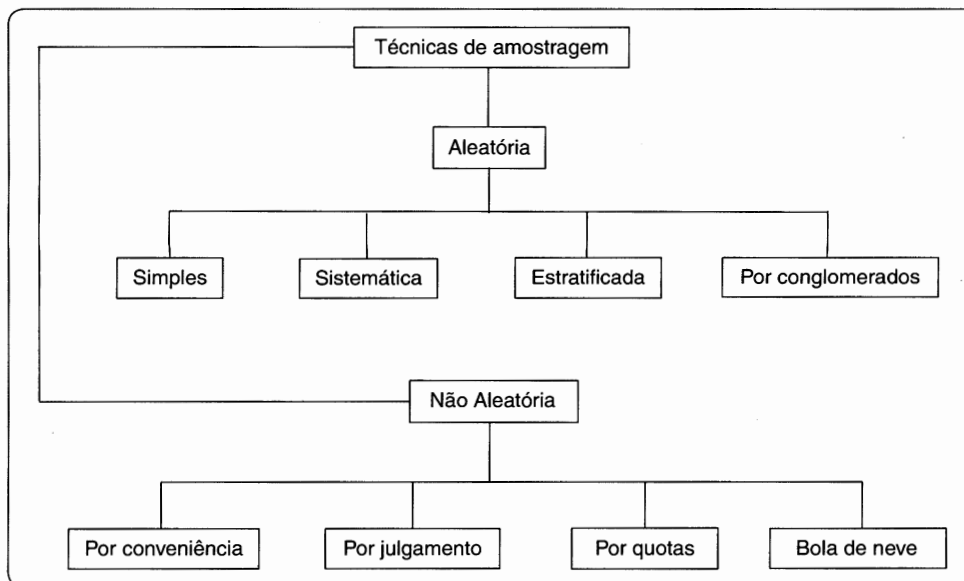 Técnicas de amostragem
Aleatória
Simples
Sistemática
Estratificada
Por conglomerados
Não Aleatória
Por conveniência
Por julgamento
Por quotas
Bola de neve